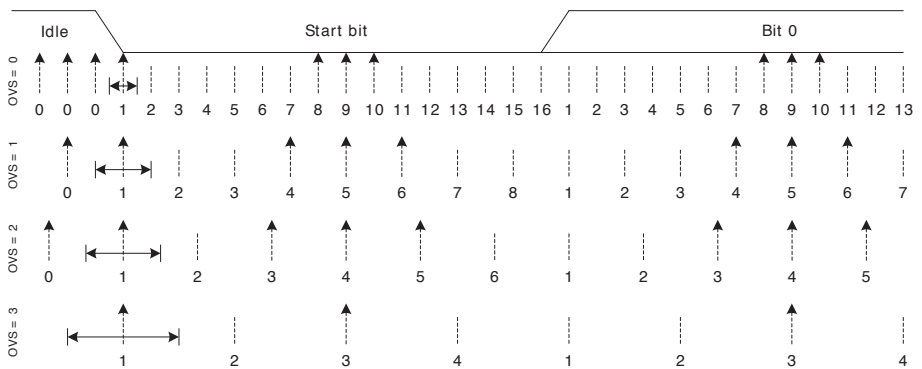 Idle Start bit Bit 0
OVS = 0
0 0 0 1 2 3 4 5 6 7 8 9 10 11 12 13 14 15 16 1 2 3 4 5 6 7 8 9 10 11 12 13
OVS = 1
0 1 2 3 4 5 6 7 8 1 2 3 4 5 6 7
OVS = 2
0 1 2 3 4 5 6 1 2 3 4 5
OVS = 3
1 2 3 4 1 2 3 4